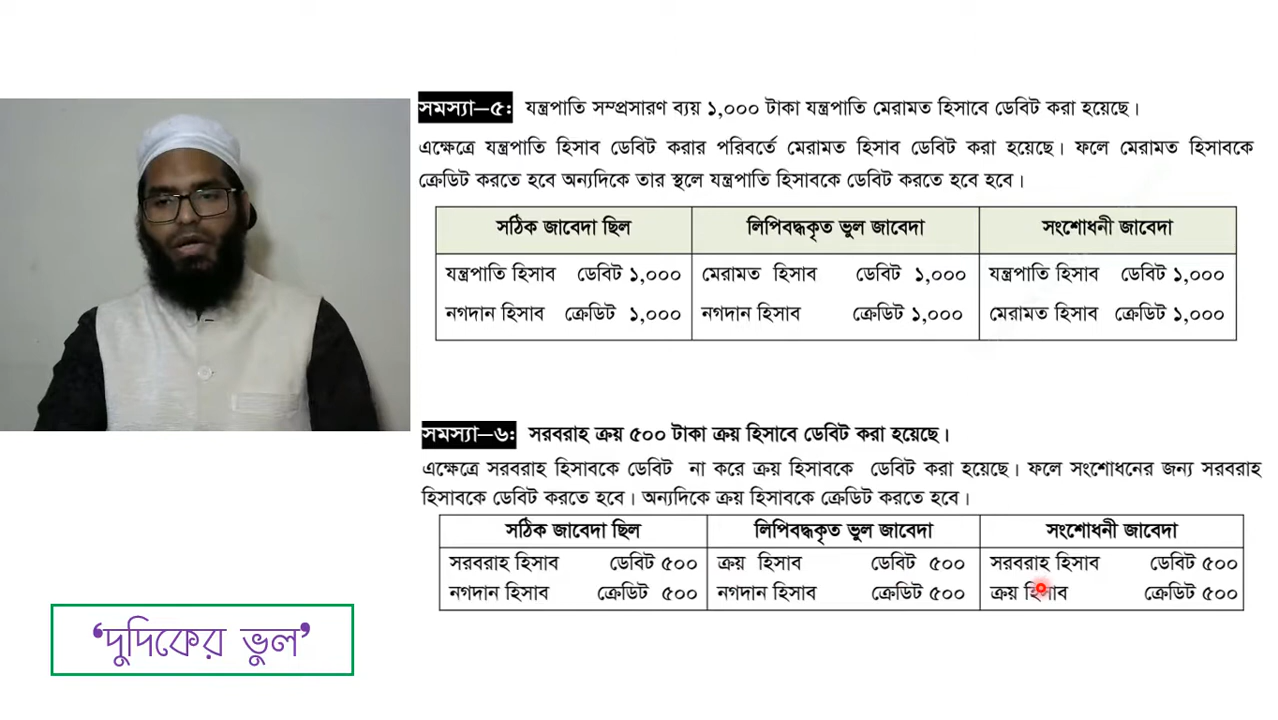 সমস্যা–৫: যন্ত্রপাতি সম্প্রসারণ ব্যয় ১,০০০ টাকা যন্ত্রপাতি মেরামত হিসাবে ডেবিট করা হয়েছে।
এক্ষেত্রে যন্ত্রপাতি হিসাব ডেবিট করার পরিবর্তে মেরামত হিসাব ডেবিট করা হয়েছে। ফলে মেরামত হিসাবকে
ক্রেডিট করতে হবে অন্যদিকে তার স্থলে যন্ত্রপাতি হিসাবকে ডেবিট করতে হবে হবে।
সঠিক জাবেদা ছিল লিপিবদ্ধকৃত ভুল জাবেদা সংশোধনী জাবেদা
যন্ত্রপাতি হিসাব ডেবিট ১,০০০ মেরামত হিসাব ডেবিট ১,০০০ যন্ত্রপাতি হিসাব ডেবিট ১,০০০
নগদান হিসাব ক্রেডিট ১,০০০ নগদান হিসাব ক্রেডিট ১,০০০ মেরামত হিসাব ক্রেডিট ১,০০০
সমস্যা–৬: সরবরাহ ক্রয় ৫০০ টাকা ক্রয় হিসাবে ডেবিট করা হয়েছে।
এক্ষেত্রে সরবরাহ হিসাবকে ডেবিট না করে ক্রয় হিসাবকে ডেবিট করা হয়েছে। ফলে সংশোধনের জন্য সরবরাহ
হিসাবকে ডেবিট করতে হবে। অন্যদিকে ক্রয় হিসাবকে ক্রেডিট করতে হবে।
সঠিক জাবেদা ছিল লিপিবদ্ধকৃত ভুল জাবেদা সংশোধনী জাবেদা
সরবরাহ হিসাব ডেবিট ৫০০ ক্রয় হিসাব ডেবিট ৫০০ সরবরাহ হিসাব ডেবিট ৫০০
নগদান হিসাব ক্রেডিট ৫০০ নগদান হিসাব ক্রেডিট ৫০০ ক্রয় হিসাব ক্রেডিট ৫০০
‘দুদিকের ভুল’